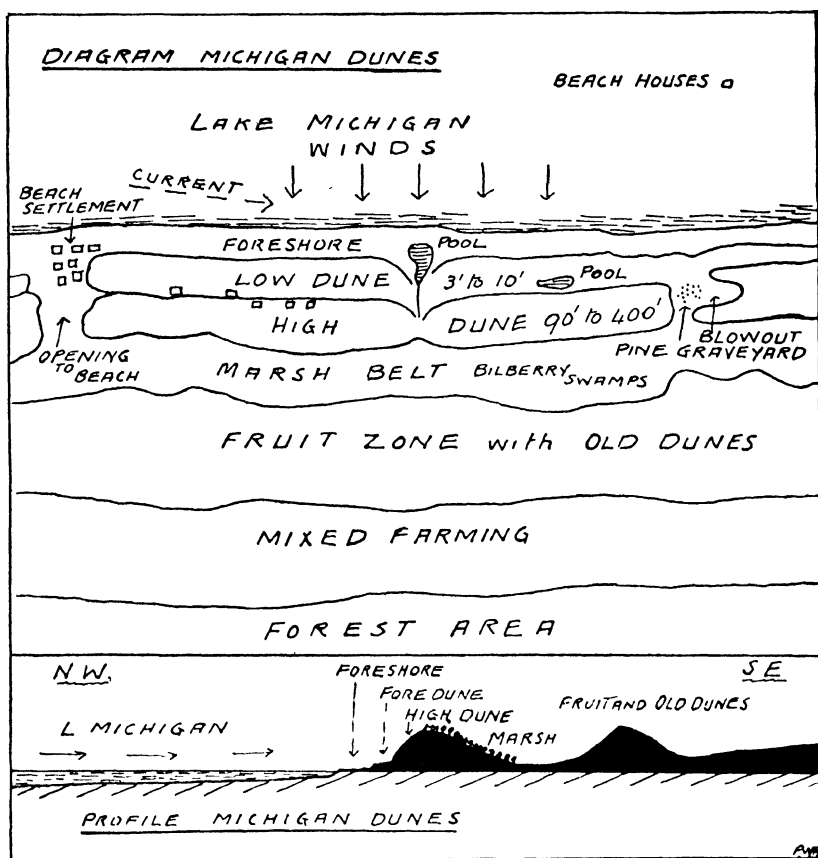 DIAGRAM MICHIGAN DUNES
BEACH HOUSES
LAKE MICHIGAN
WINDS
CURRENT
BEACH
SETTLEMENT
FORESHORE
POOL
LOW DUNE
3' to 10'
POOL
HIGH
DUNE 90' to 400'
BLOWOUT
PINE GRAVEYARD
OPENING
TO
BEACH
MARSH BELT
BILBERRY
SWAMPS
FRUIT ZONE with OLD DUNES
MIXED FARMING
FOREST AREA
N.W.
FORESHORE
S E
FORE DUNE
HIGH DUNE
FRUIT AND OLD DUNES
L MICHIGAN
MARSH
PROFILE MICHIGAN DUNES